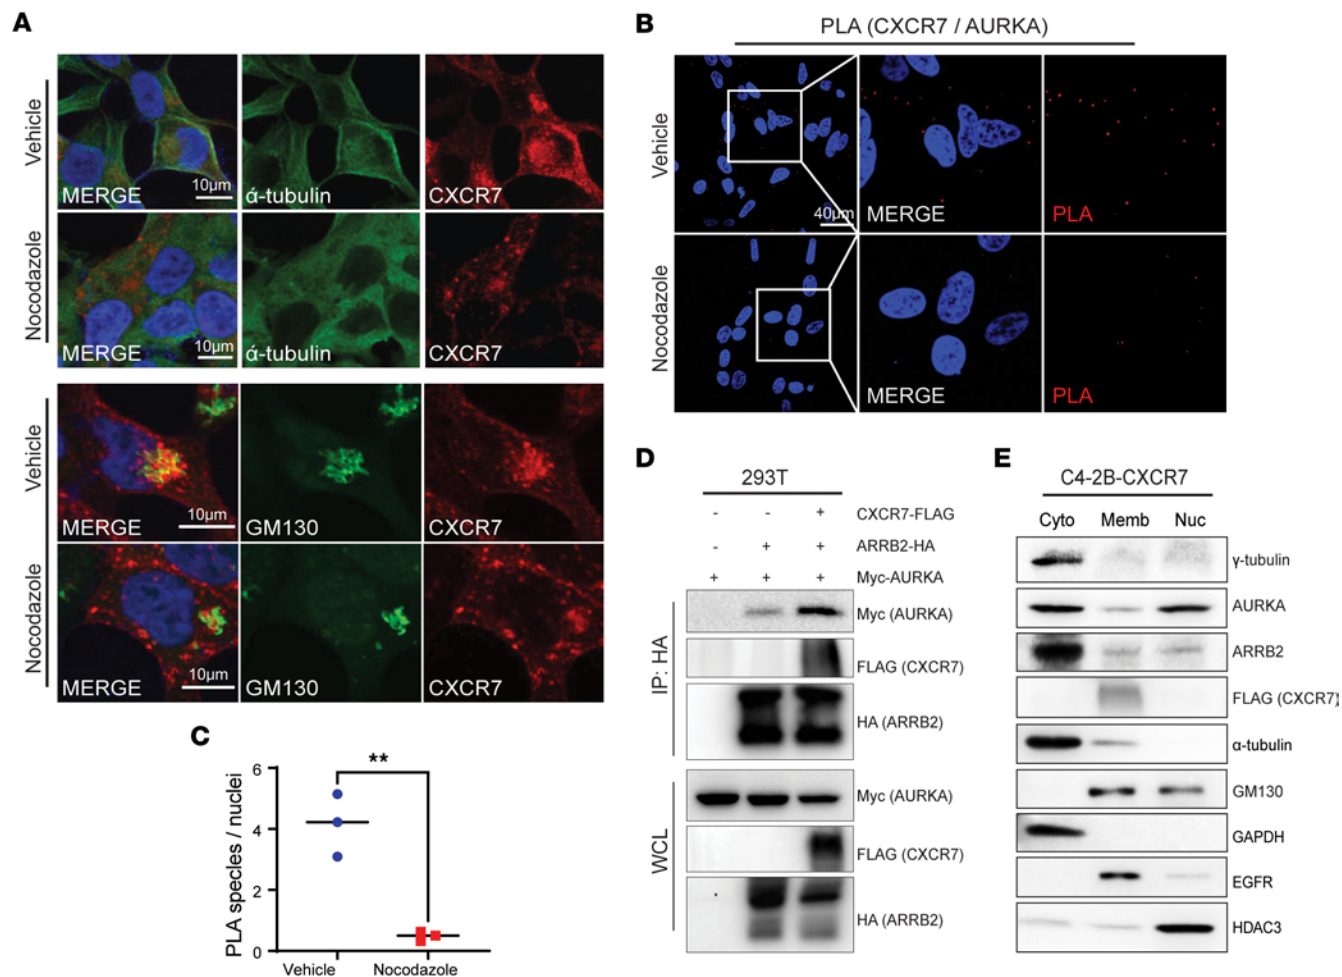 A
Vehicle
MERGE
10µm
ά-tubulin
CXCR7
Nocodazole
MERGE
10µm
ά-tubulin
CXCR7
Vehicle
MERGE
10µm
GM130
CXCR7
Nocodazole
MERGE
10µm
GM130
CXCR7
B
PLA (CXCR7 / AURKA)
Vehicle
40µm
MERGE
PLA
Nocodazole
MERGE
PLA
C
PLA species / nuclei
6
4
2
0
**
Vehicle
Nocodazole
D
293T
- - + CXCR7-FLAG
- + + ARRB2-HA
+ + + Myc-AURKA
IP: HA
Myc (AURKA)
FLAG (CXCR7)
HA (ARRB2)
WCL
Myc (AURKA)
FLAG (CXCR7)
HA (ARRB2)
E
C4-2B-CXCR7
Cyto Memb Nuc
γ-tubulin
AURKA
ARRB2
FLAG (CXCR7)
α-tubulin
GM130
GAPDH
EGFR
HDAC3